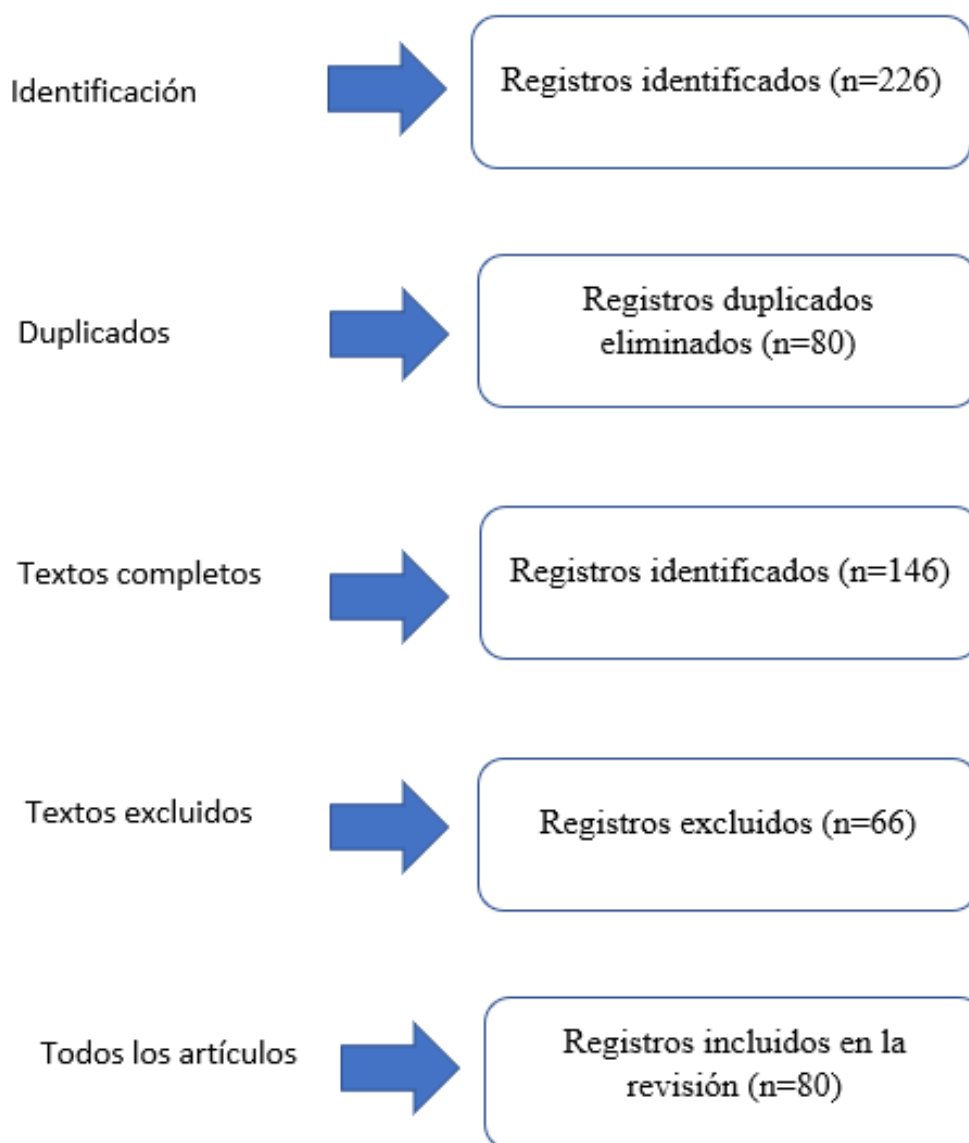 Identificación
Registros identificados (n=226)
Duplicados
Registros duplicados
eliminados (n=80)
Textos completos
Registros identificados (n=146)
Textos excluidos
Registros excluidos (n=66)
Todos los artículos
Registros incluidos en la
revisión (n=80)